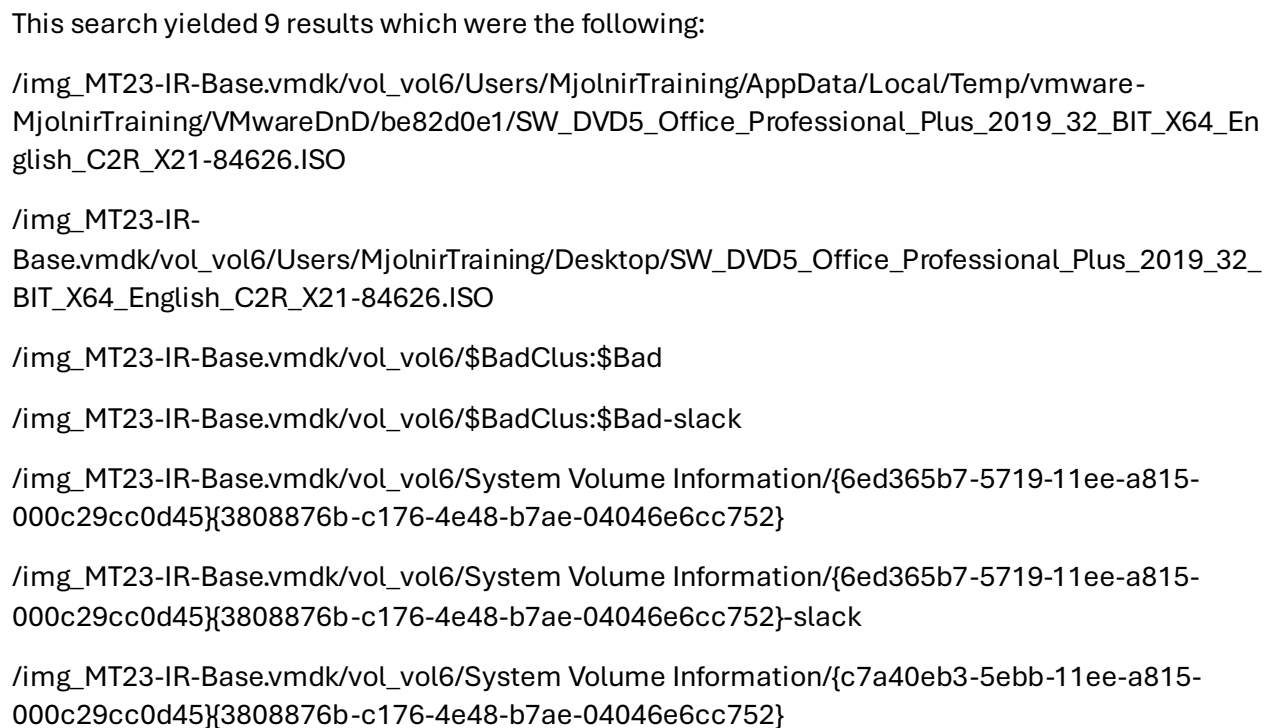 This search yielded 9 results which were the following:
/img_MT23-IR-Base.vmdk/vol_vol6/Users/MjolnirTraining/AppData/Local/Temp/vmware-
MjolnirTraining/VMwareDnD/be82d0e1/SW_DVD5_Office_Professional_Plus_2019_32_BIT_X64_En
glish_C2R_X21-84626.ISO
/img_MT23-IR-
Base.vmdk/vol_vol6/Users/MjolnirTraining/Desktop/SW_DVD5_Office_Professional_Plus_2019_32_
BIT_X64_English_C2R_X21-84626.ISO
/img_MT23-IR-Base.vmdk/vol_vol6/$BadClus:$Bad
/img_MT23-IR-Base.vmdk/vol_vol6/$BadClus:$Bad-slack
/img_MT23-IR-Base.vmdk/vol_vol6/System Volume Information/{6ed365b7-5719-11ee-a815-
000c29cc0d45}{3808876b-c176-4e48-b7ae-04046e6cc752}
/img_MT23-IR-Base.vmdk/vol_vol6/System Volume Information/{6ed365b7-5719-11ee-a815-
000c29cc0d45}{3808876b-c176-4e48-b7ae-04046e6cc752}-slack
/img_MT23-IR-Base.vmdk/vol_vol6/System Volume Information/{c7a40eb3-5ebb-11ee-a815-
000c29cc0d45}{3808876b-c176-4e48-b7ae-04046e6cc752}